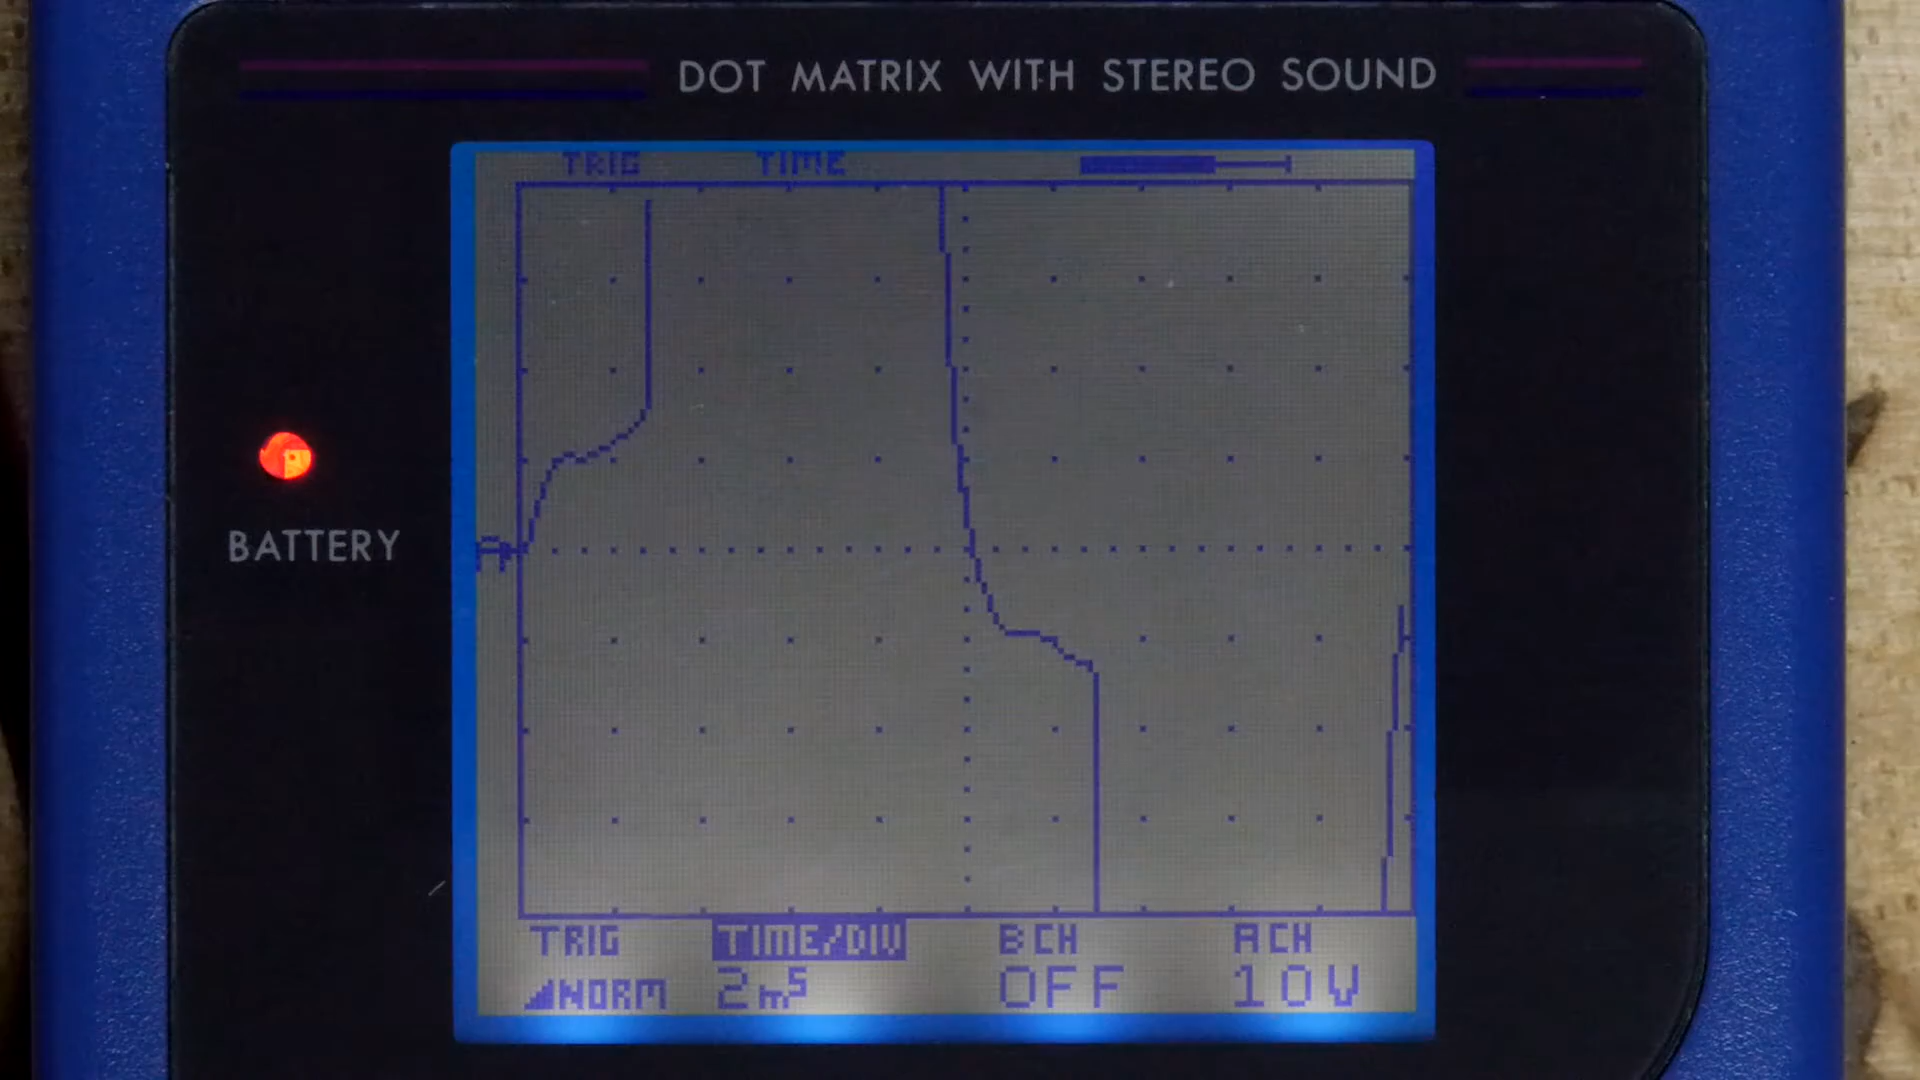 DOT MATRIX WITH STEREO SOUND
TRIG TIME
BATTERY
A
TRIG TIME/DIV B CH A CH
NORM 2mS OFF 10V